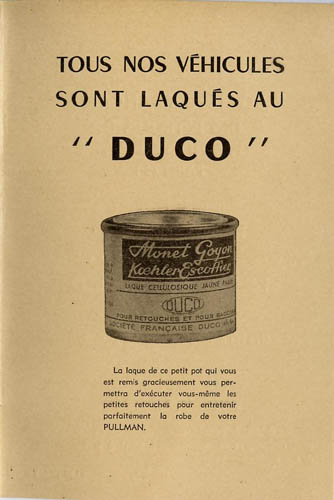 TOUS NOS VÉHICULES
SONT LAQUÉS AU
" DUCO "
Monet Goyon
Kœhler Escoffier
LAQUE CELLULOSIQUE JAUNE
DUCO
POUR RETOUCHES ET POUR
SOCIÉTÉ FRANÇAISE DUCO
La laque de ce petit pot qui vous
est remis gracieusement vous per-
mettra d'exécuter vous-même les
petites retouches pour entretenir
parfaitement la robe de votre
PULLMAN.